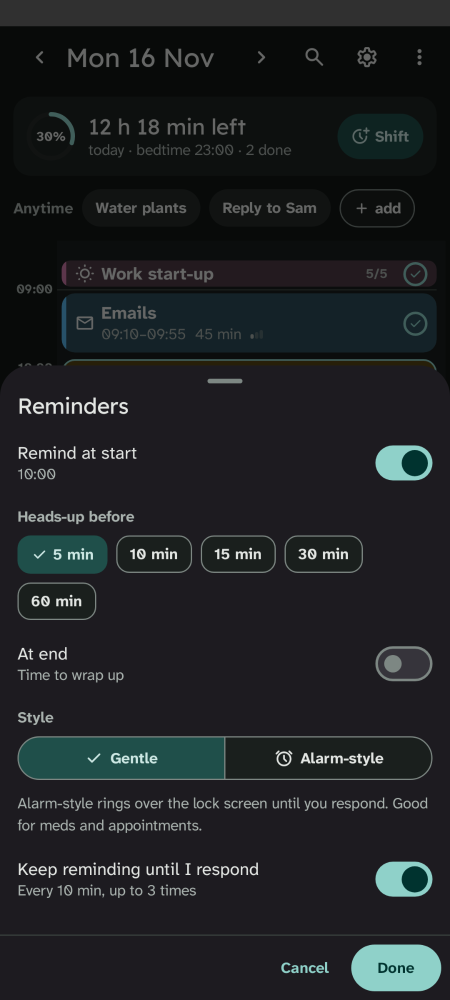 Mon 16 Nov
30%
12 h 18 min left
today · bedtime 23:00 · 2 done
Shift
Anytime
Water plants
Reply to Sam
+ add
09:00
Work start-up
5/5
Emails
09:10–09:55 45 min
Reminders
Remind at start
10:00
Heads-up before
5 min
10 min
15 min
30 min
60 min
At end
Time to wrap up
Style
Gentle
Alarm-style
Alarm-style rings over the lock screen until you respond. Good
for meds and appointments.
Keep reminding until I respond
Every 10 min, up to 3 times
Cancel
Done